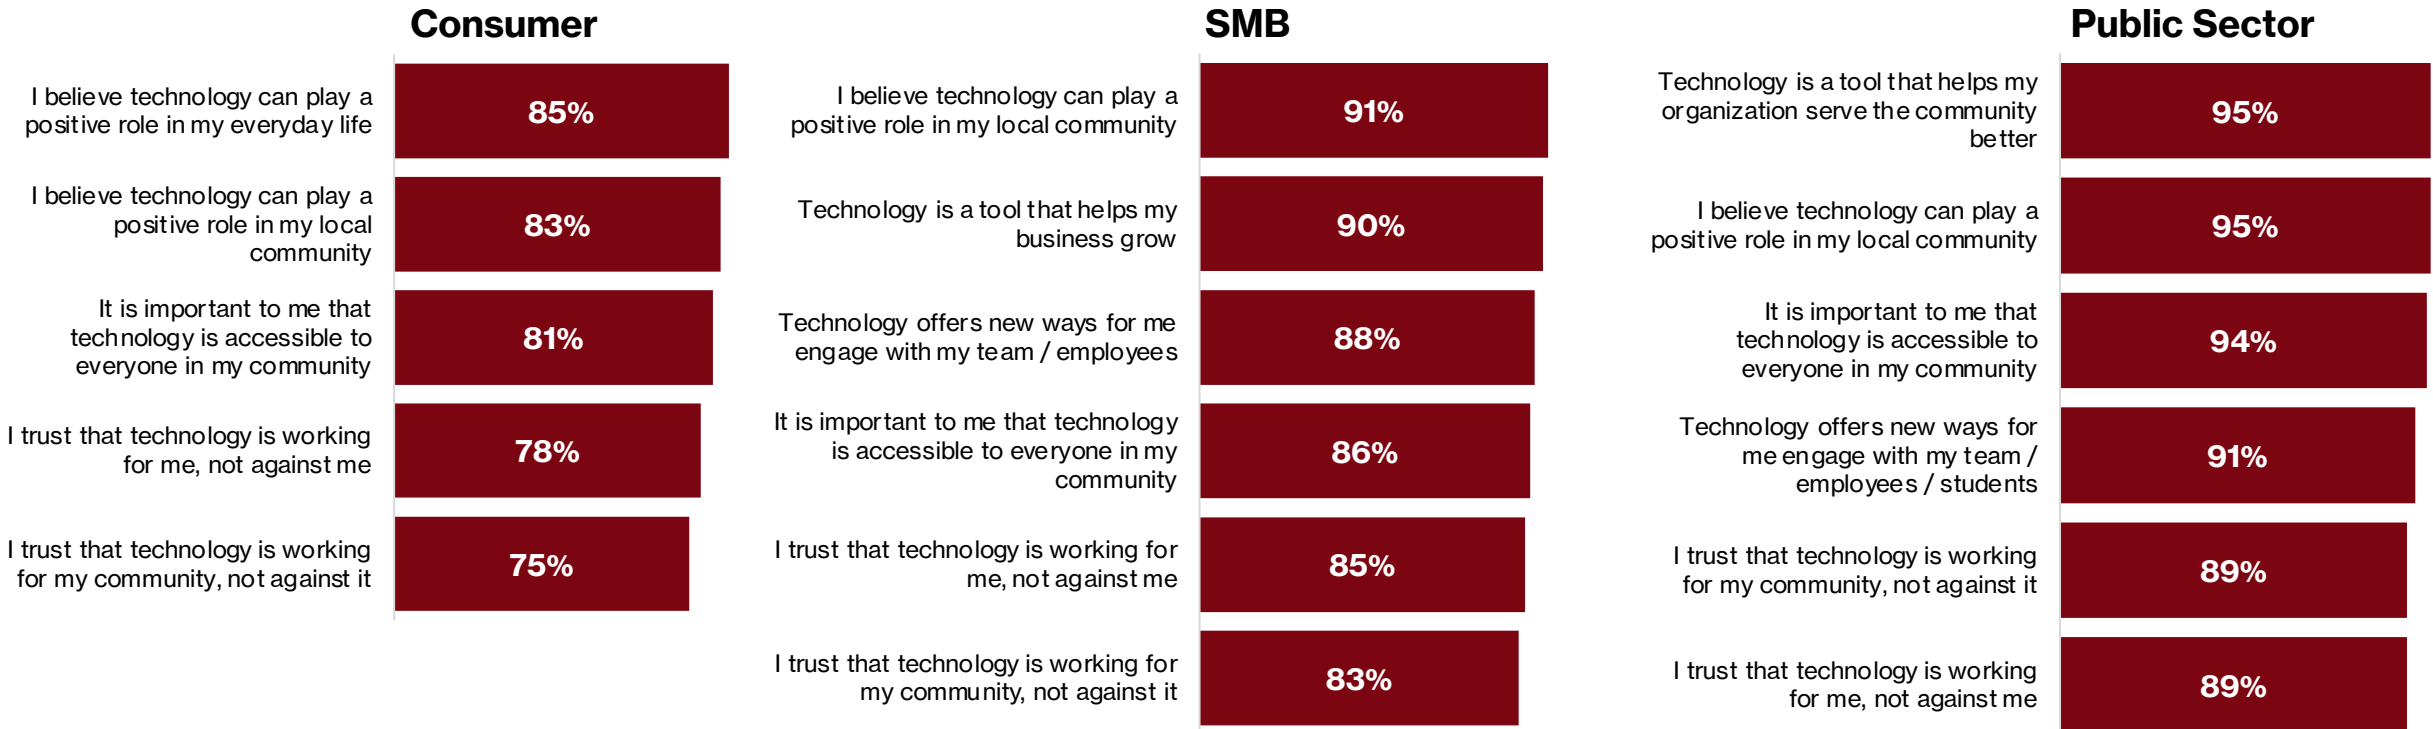 Consumer
I believe technology can play a
positive role in my everyday life
85%
I believe technology can play a
positive role in my local
community
83%
It is important to me that
technology is accessible to
everyone in my community
81%
I trust that technology is working
for me, not against me
78%
I trust that technology is working
for my community, not against it
75%
SMB
I believe technology can play a
positive role in my local community
91%
Technology is a tool that helps my
business grow
90%
Technology offers new ways for me
engage with my team / employees
88%
It is important to me that technology
is accessible to everyone in my
community
86%
I trust that technology is working for
me, not against me
85%
I trust that technology is working for
my community, not against it
83%
Public Sector
Technology is a tool that helps my
organization serve the community
better
95%
I believe technology can play a
positive role in my local community
95%
It is important to me that
technology is accessible to
everyone in my community
94%
Technology offers new ways for
me engage with my team /
employees / students
91%
I trust that technology is working
for my community, not against it
89%
I trust that technology is working
for me, not against me
89%